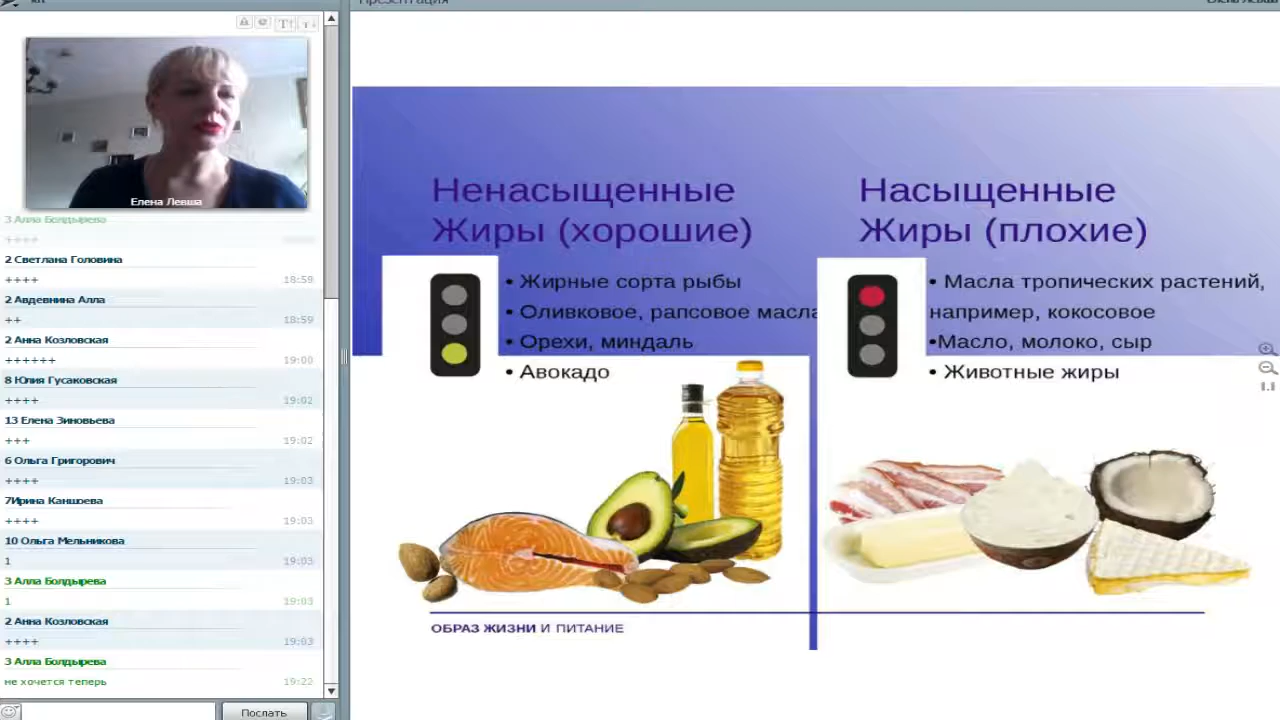 Презентация
Елена Левша
Елена Левша
3 Алла Болдырева
++++
2 Светлана Головина
++++ 18:59
2 Авдевнина Алла
++ 18:59
2 Анна Козловская
++++++ 19:00
8 Юлия Гусаковская
++++ 19:02
13 Елена Зиновьева
+++ 19:02
6 Ольга Григорович
++++ 19:03
7Ирина Каншоева
++++ 19:03
10 Ольга Мельникова
1 19:03
3 Алла Болдырева
1 19:03
2 Анна Козловская
++++ 19:03
3 Алла Болдырева
не хочется теперь 19:22
Послать
Ненасыщенные
Жиры (хорошие)
• Жирные сорта рыбы
• Оливковое, рапсовое масла
• Орехи, миндаль
• Авокадо
Насыщенные
Жиры (плохие)
• Масла тропических растений,
например, кокосовое
•Масло, молоко, сыр
• Животные жиры
ОБРАЗ ЖИЗНИ И ПИТАНИЕ